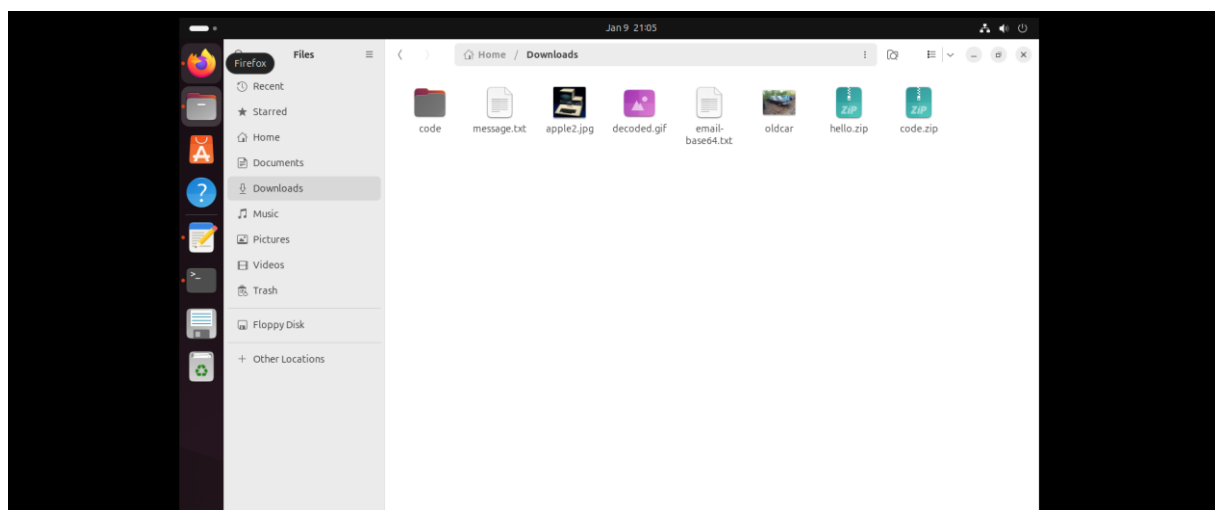 Jan 9 21:05
Firefox
Files
Home / Downloads
Recent
Starred
Home
Documents
Downloads
Music
Pictures
Videos
Trash
Floppy Disk
+ Other Locations
code
message.txt
apple2.jpg
decoded.gif
email-
base64.txt
oldcar
hello.zip
code.zip
ZIP
ZIP